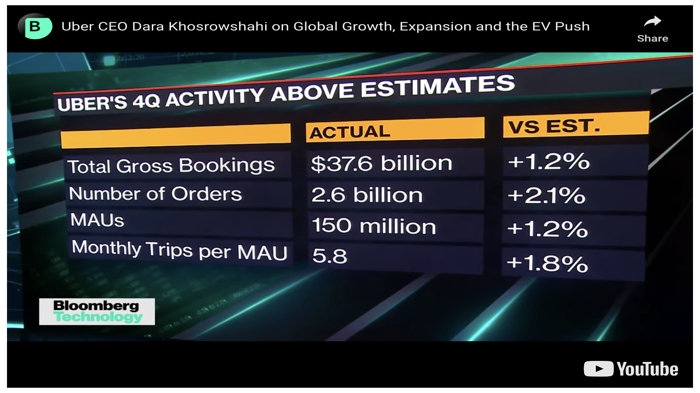 B Uber CEO Dara Khosrowshahi on Global Growth, Expansion and the EV Push
Share
UBER'S 4Q ACTIVITY ABOVE ESTIMATES
ACTUAL VS EST.
Total Gross Bookings $37.6 billion +1.2%
Number of Orders 2.6 billion +2.1%
MAUs 150 million +1.2%
Monthly Trips per MAU 5.8 +1.8%
Bloomberg
Technology
YouTube